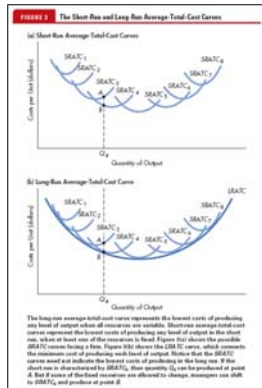 FIGURE 3 The Short-Run and Long-Run Average-Total-Cost Curves
(a) Short-Run Average-Total-Cost Curves
Costs per Unit (dollars)
SRATC1
SRATC2
SRATC3
SRATC4
SRATC5
SRATC6
SRATC7
SRATC8
A
B
Qa
Quantity of Output
(b) Long-Run Average-Total-Cost Curve
Costs per Unit (dollars)
LRATC
SRATC1
SRATC2
SRATC3
SRATC4
SRATC5
SRATC6
SRATC7
SRATC8
A
B
Quantity of Output
The long-run average-total-cost curve represents the lowest costs of producing
any level of output when all resources are variable. Short-run average-total-cost
curves represent the lowest costs of producing any level of output in the short
run, when at least one of the resources is fixed. Figure 3(a) shows the possible
SRATC curves facing a firm. Figure 3(b) shows the LRATC curve, which connects
the minimum cost of producing each level of output. Notice that the SRATC
curves need not indicate the lowest costs of producing in the long run. If the
short run is characterized by SRATC3, then quantity Qa can be produced at point
A. But if some of the fixed resources are allowed to change, managers can shift
to SRATC4 and produce at point B.